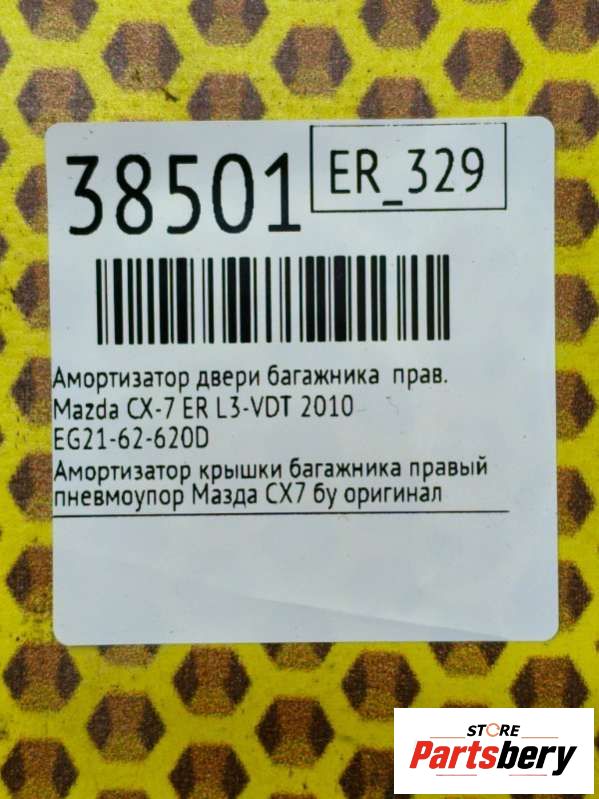 38501
ER_329
Амортизатор двери багажника прав.
Mazda CX-7 ER L3-VDT 2010
EG21-62-620D
Амортизатор крышки багажника правый
пневмоупор Мазда СХ7 бу оригинал
STORE
Partsbery